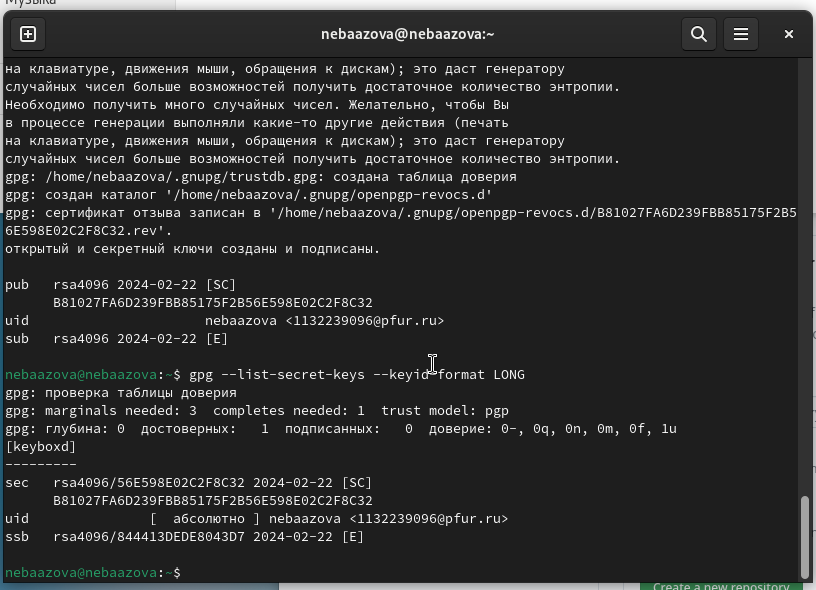 Музыка
nebaazova@nebaazova:~
на клавиатуре, движения мыши, обращения к дискам); это даст генератору
случайных чисел больше возможностей получить достаточное количество энтропии.
Необходимо получить много случайных чисел. Желательно, чтобы Вы
в процессе генерации выполняли какие-то другие действия (печать
на клавиатуре, движения мыши, обращения к дискам); это даст генератору
случайных чисел больше возможностей получить достаточное количество энтропии.
gpg: /home/nebaazova/.gnupg/trustdb.gpg: создана таблица доверия
gpg: создан каталог '/home/nebaazova/.gnupg/openpgp-revocs.d'
gpg: сертификат отзыва записан в '/home/nebaazova/.gnupg/openpgp-revocs.d/B81027FA6D239FBB85175F2B5
6E598E02C2F8C32.rev'.
открытый и секретный ключи созданы и подписаны.
pub   rsa4096 2024-02-22 [SC]
      B81027FA6D239FBB85175F2B56E598E02C2F8C32
uid                      nebaazova <1132239096@pfur.ru>
sub   rsa4096 2024-02-22 [E]
nebaazova@nebaazova:~$ gpg --list-secret-keys --keyid-format LONG
gpg: проверка таблицы доверия
gpg: marginals needed: 3  completes needed: 1  trust model: pgp
gpg: глубина: 0  достоверных:   1  подписанных:   0  доверие: 0-, 0q, 0n, 0m, 0f, 1u
[keyboxd]
---------
sec   rsa4096/56E598E02C2F8C32 2024-02-22 [SC]
      B81027FA6D239FBB85175F2B56E598E02C2F8C32
uid               [  абсолютно ] nebaazova <1132239096@pfur.ru>
ssb   rsa4096/844413DEDE8043D7 2024-02-22 [E]
nebaazova@nebaazova:~$
Create a new repository